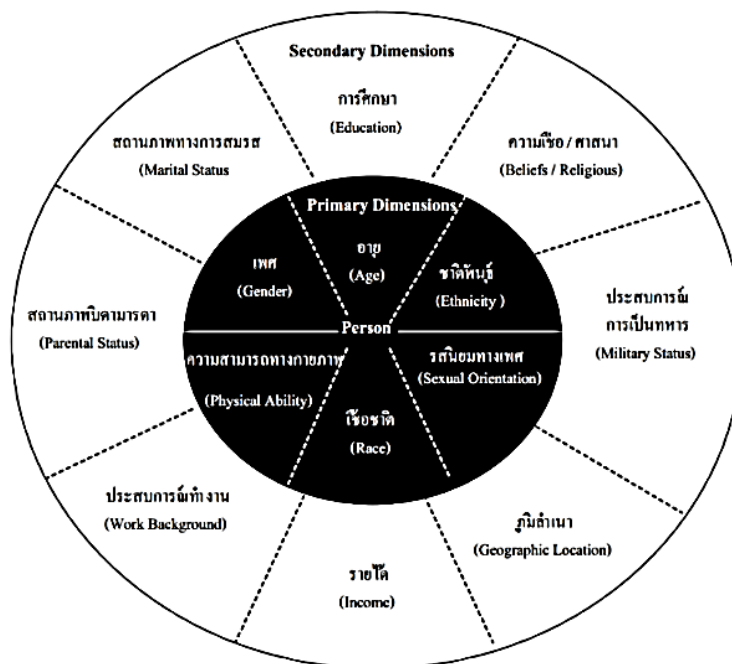 Secondary Dimensions
การศึกษา
(Education)
สถานภาพทางการสมรส
(Marital Status
ความเชื่อ / ศาสนา
(Beliefs / Religious)
Primary Dimensions
อายุ
(Age)
เพศ
(Gender)
ชาติพันธุ์
(Ethnicity )
สถานภาพบิดามารดา
(Parental Status)
ประสบการณ์
การเป็นทหาร
(Military Status)
Person
ความสามารถทางกายภาพ
(Physical Ability)
รสนิยมทางเพศ
(Sexual Orientation)
เชื้อชาติ
(Race)
ประสบการณ์ทำงาน
(Work Background)
ภูมิลำเนา
(Geographic Location)
รายได้
(Income)